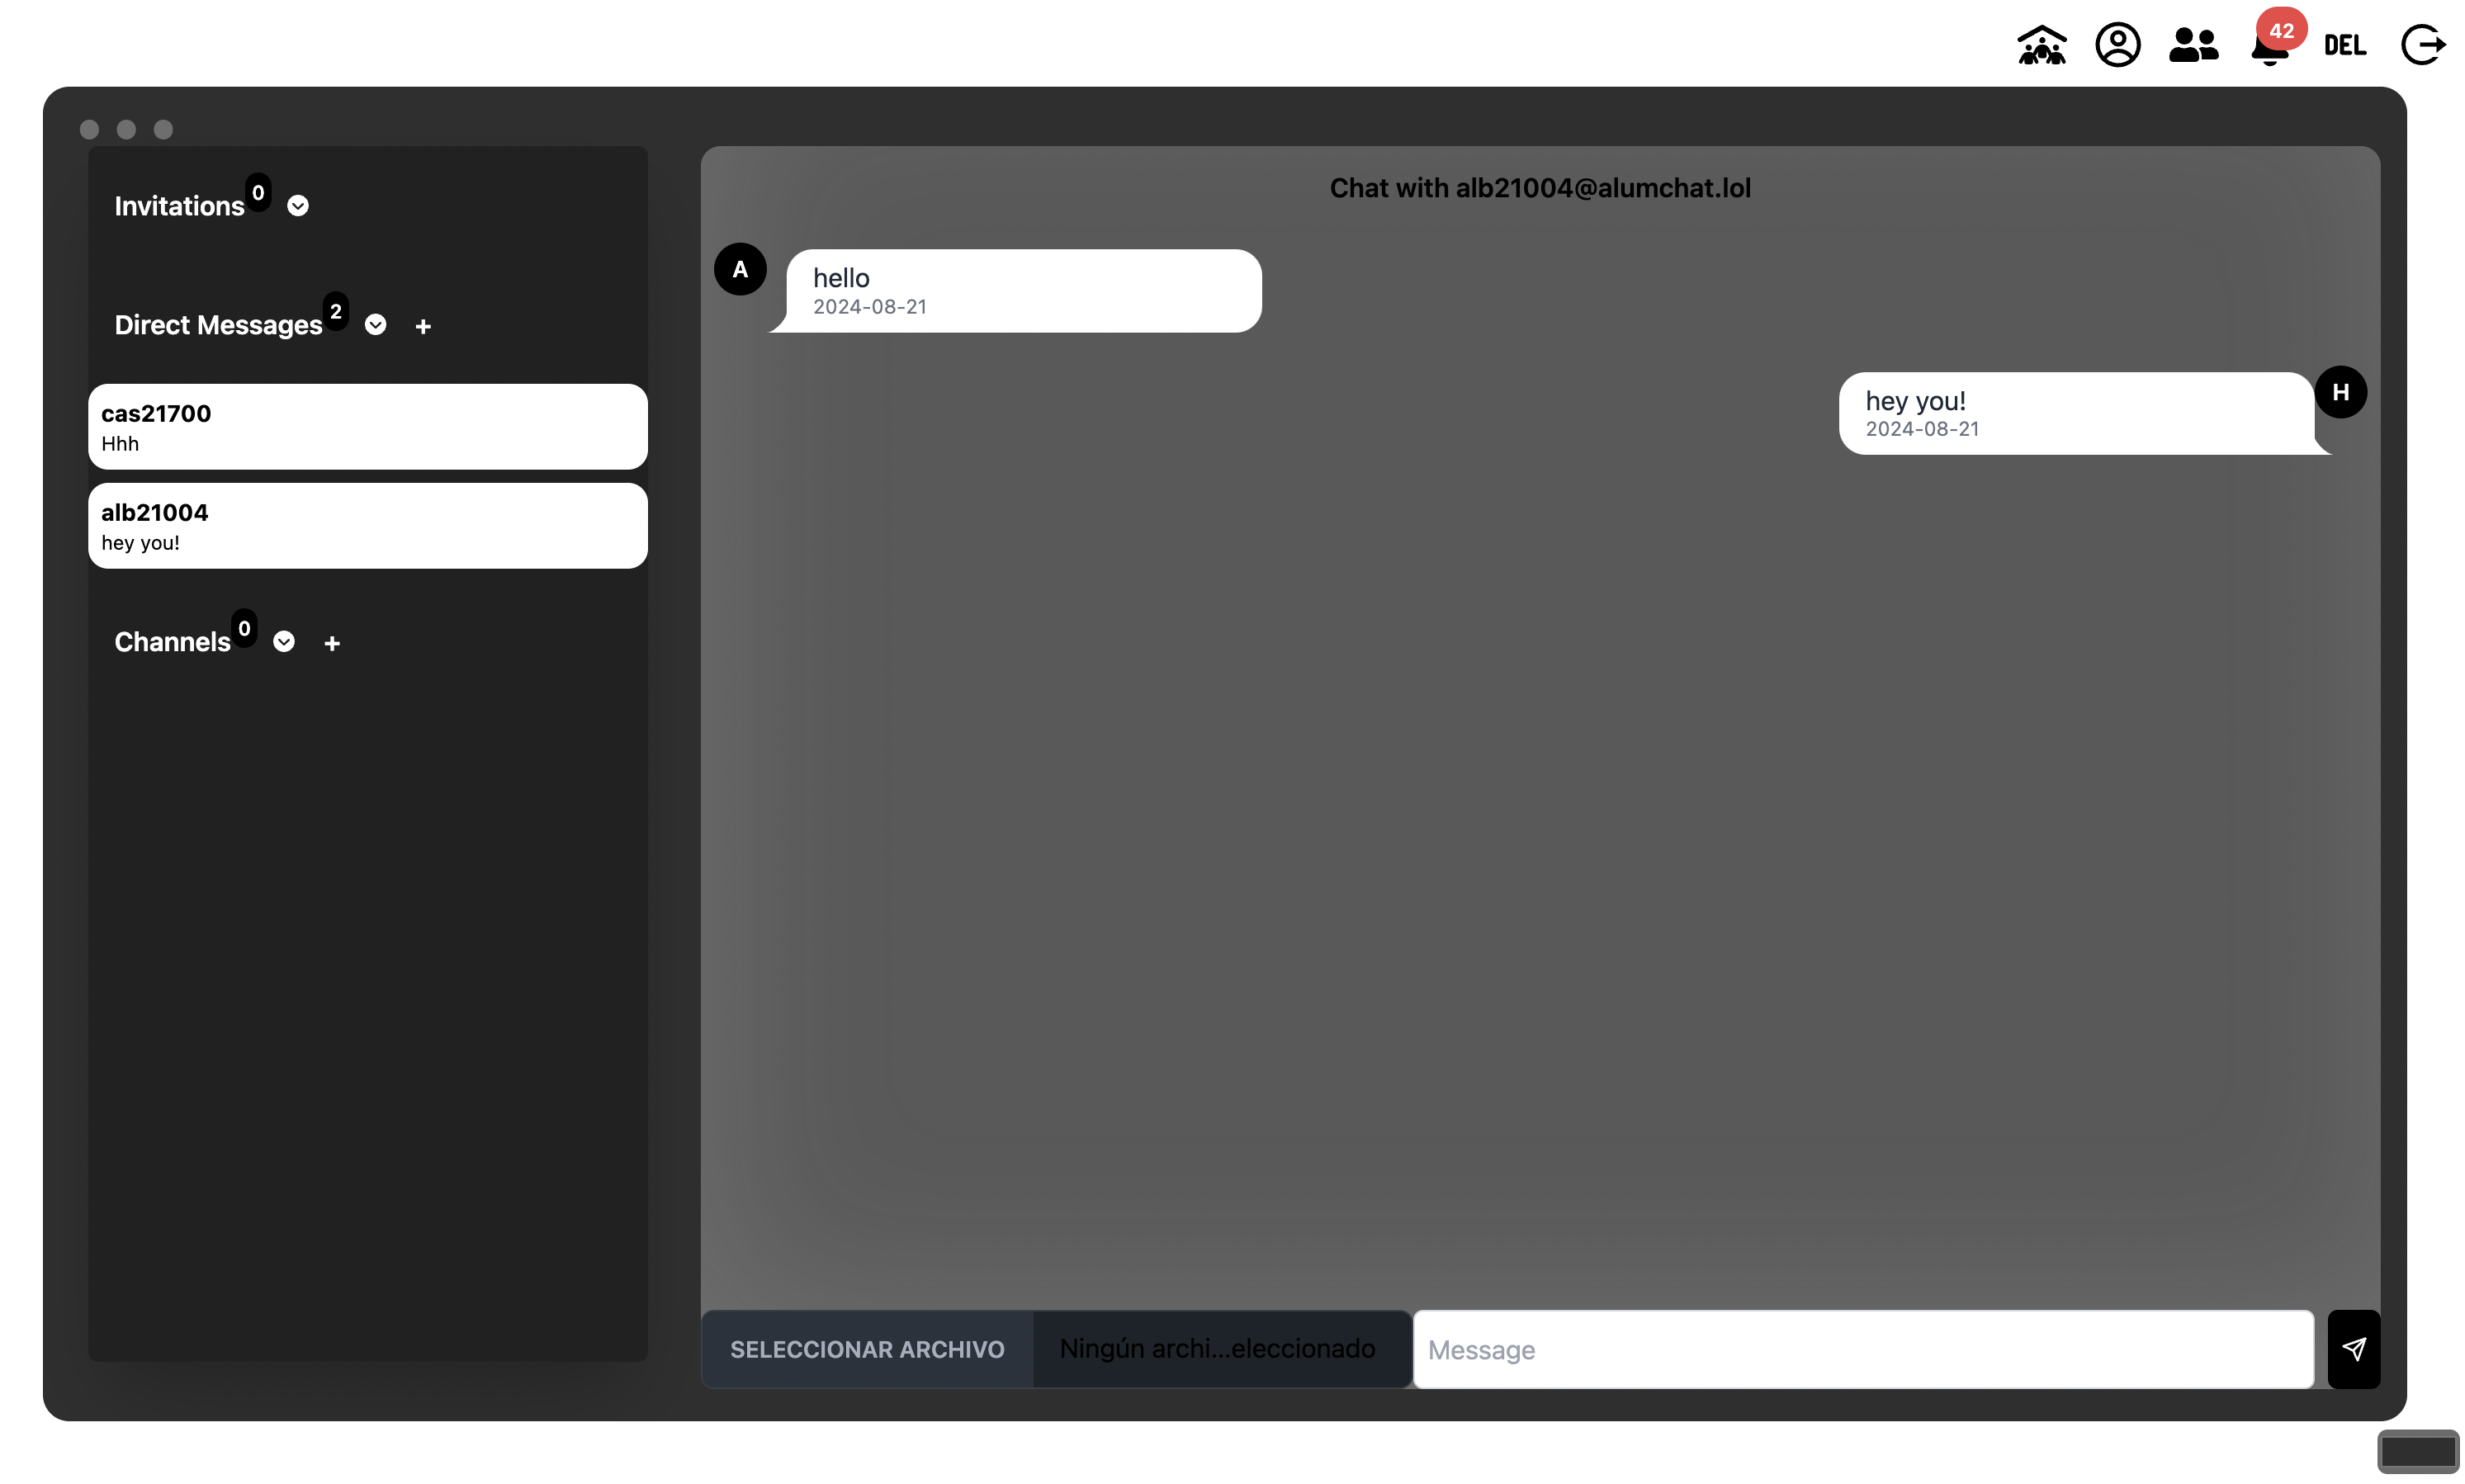 42
DEL
Invitations 0
Direct Messages 2 +
cas21700
Hhh
alb21004
hey you!
Channels 0 +
Chat with alb21004@alumchat.lol
A
hello
2024-08-21
hey you!
H
2024-08-21
SELECCIONAR ARCHIVO Ningún archi...eleccionado Message